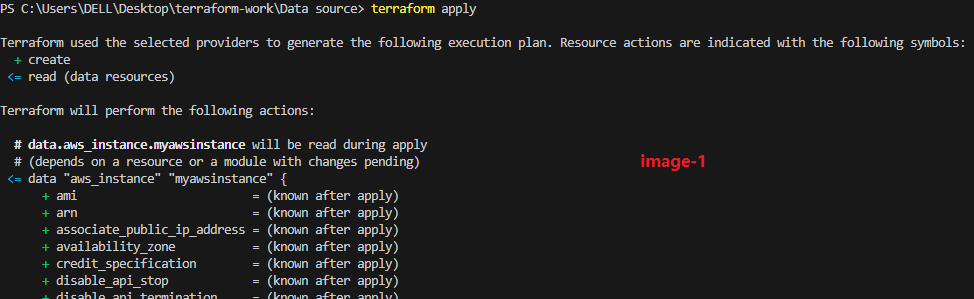 PS C:\Users\DELL\Desktop\terraform-work\Data source> terraform apply
Terraform used the selected providers to generate the following execution plan. Resource actions are indicated with the following symbols:
+ create
<= read (data resources)
Terraform will perform the following actions:
# data.aws_instance.myawsinstance will be read during apply
# (depends on a resource or a module with changes pending)
image-1
<= data "aws_instance" "myawsinstance" {
+ ami = (known after apply)
+ arn = (known after apply)
+ associate_public_ip_address = (known after apply)
+ availability_zone = (known after apply)
+ credit_specification = (known after apply)
+ disable_api_stop = (known after apply)
+ disable_api_termination = (known after apply)